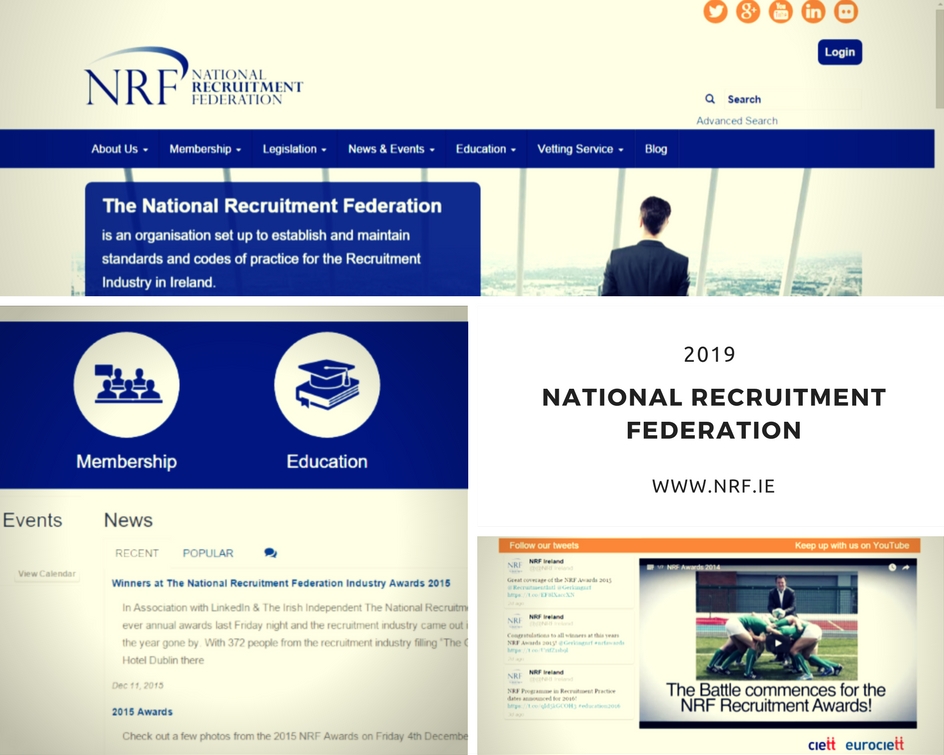 Login
NRF NATIONAL
RECRUITMENT
FEDERATION
Search
Advanced Search
About Us Membership Legislation News & Events Education Vetting Service Blog
The National Recruitment Federation
is an organisation set up to establish and maintain
standards and codes of practice for the Recruitment
Industry in Ireland.
Membership Education
Events News
RECENT POPULAR
View Calendar
Winners at The National Recruitment Federation Industry Awards 2015
In Association with LinkedIn & The Irish Independent The National Recruitm
ever annual awards last Friday night and the recruitment industry came out
the year gone by. With 372 people from the recruitment industry filling "The
Hotel Dublin there
Dec 11, 2015
2015 Awards
Check out a few photos from the 2015 NRF Awards on Friday 4th Decembe
2019
NATIONAL RECRUITMENT
FEDERATION
WWW.NRF.IE
Follow our tweets Keep up with us on YouTube
NRF Ireland
Great coverage of the NRF Awards 2015
NRF Ireland
Congratulations to all winners at this years
NRF Awards 2015!
NRF Ireland
NRF Programme in Recruitment Practice
dates announced for 2016!
NRF Awards 2014
The Battle commences for the
NRF Recruitment Awards!
ciett eurociett